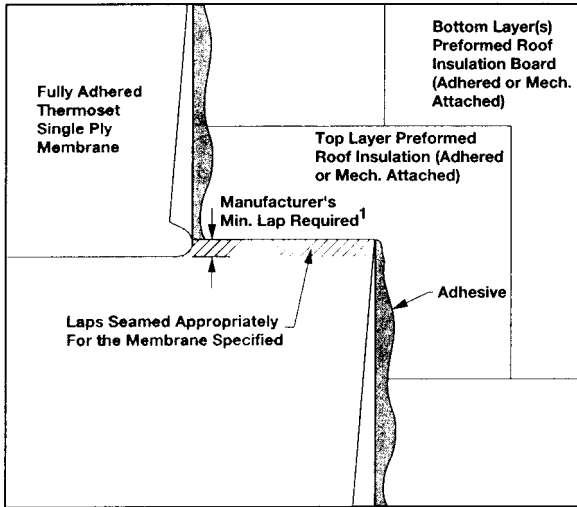 Bottom Layer(s)
Preformed Roof
Insulation Board
(Adhered or Mech.
Attached)
Fully Adhered
Thermoset
Single Ply
Membrane
Top Layer Preformed
Roof Insulation (Adhered
or Mech. Attached)
Manufacturer's
Min. Lap Required1
Adhesive
Laps Seamed Appropriately
For the Membrane Specified